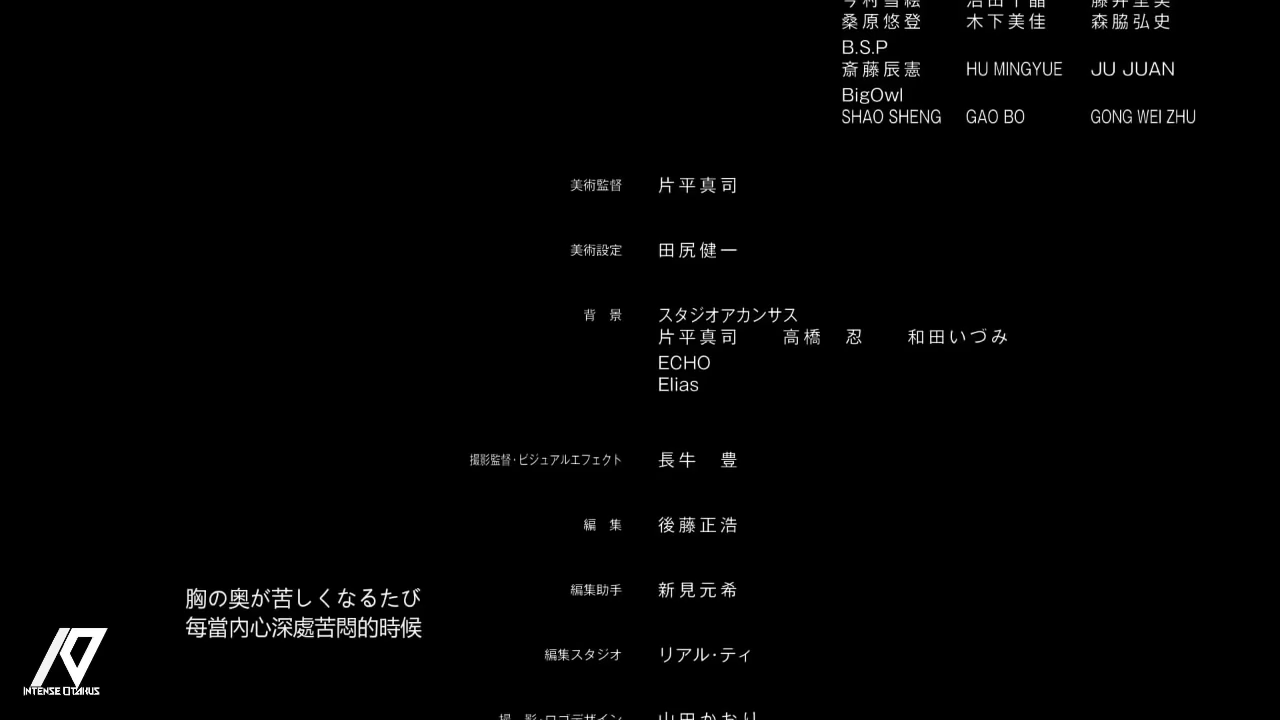 桑原悠登 木下美佳 森脇弘史
B.S.P
斎藤辰憲 HU MINGYUE JU JUAN
BigOwl
SHAO SHENG GAO BO GONG WEI ZHU
美術監督 片平真司
美術設定 田尻健一
背 景 スタジオアカンサス
片平真司 高橋 忍 和田いづみ
ECHO
Elias
撮影監督・ビジュアルエフェクト 長牛 豊
編 集 後藤正浩
編集助手 新見元希
編集スタジオ リアル・ティ
胸の奥が苦しくなるたび
每當內心深處苦悶的時候
INTENSE OTAKUS